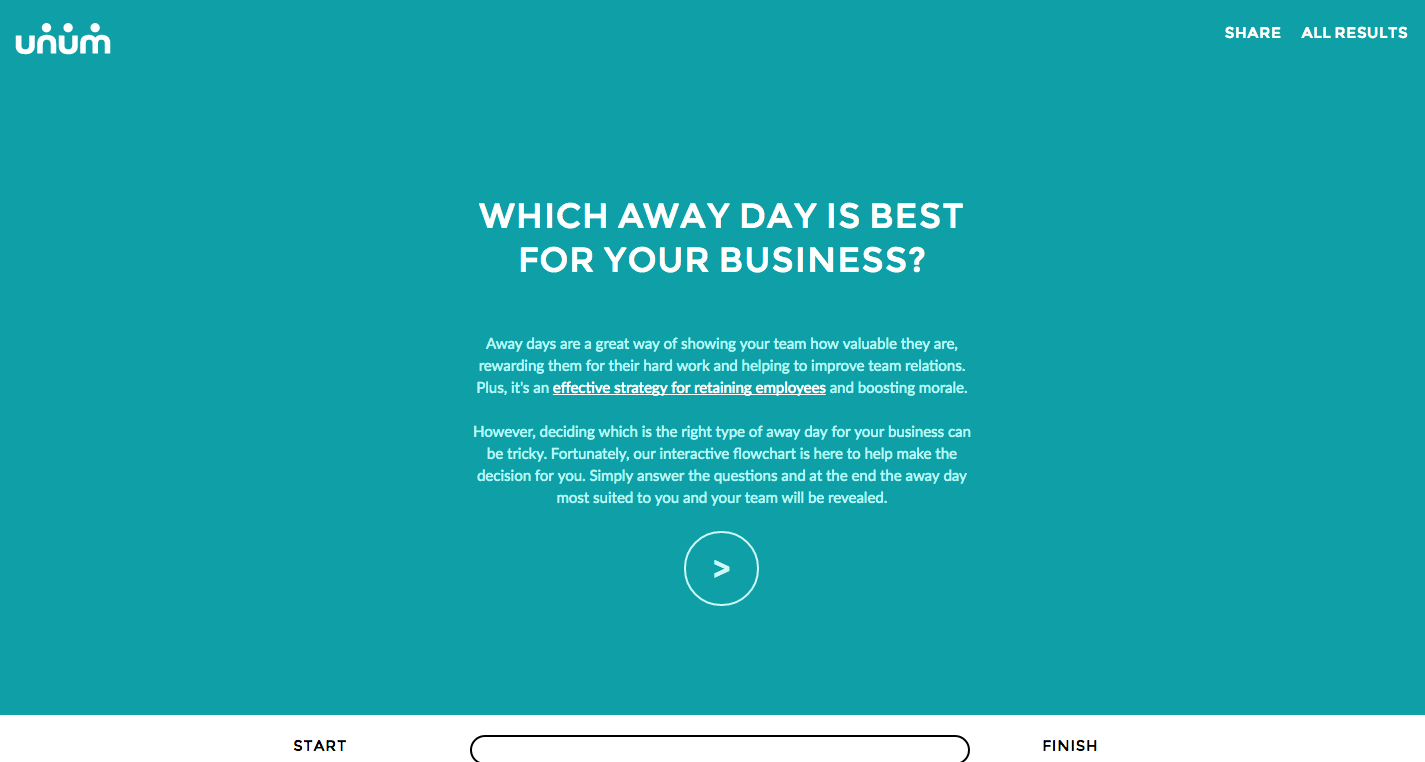 unum
SHARE
ALL RESULTS
WHICH AWAY DAY IS BEST
FOR YOUR BUSINESS?
Away days are a great way of showing your team how valuable they are,
rewarding them for their hard work and helping to improve team relations.
Plus, it's an effective strategy for retaining employees and boosting morale.
However, deciding which is the right type of away day for your business can
be tricky. Fortunately, our interactive flowchart is here to help make the
decision for you. Simply answer the questions and at the end the away day
most suited to you and your team will be revealed.
>
START
FINISH